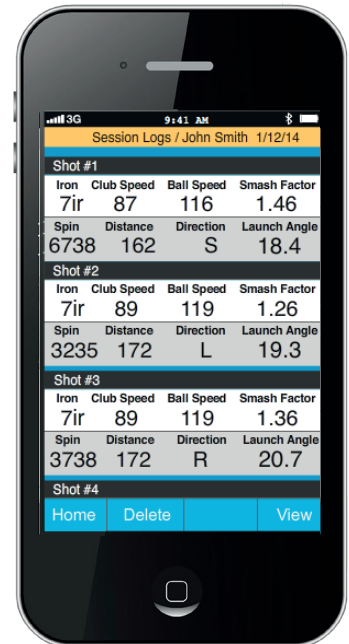 3G 9:41 AM
Session Logs / John Smith 1/12/14
Shot #1
Iron Club Speed Ball Speed Smash Factor
7ir 87 116 1.46
Spin Distance Direction Launch Angle
6738 162 S 18.4
Shot #2
Iron Club Speed Ball Speed Smash Factor
7ir 89 119 1.26
Spin Distance Direction Launch Angle
3235 172 L 19.3
Shot #3
Iron Club Speed Ball Speed Smash Factor
7ir 89 119 1.36
Spin Distance Direction Launch Angle
3738 172 R 20.7
Shot #4
Home Delete View